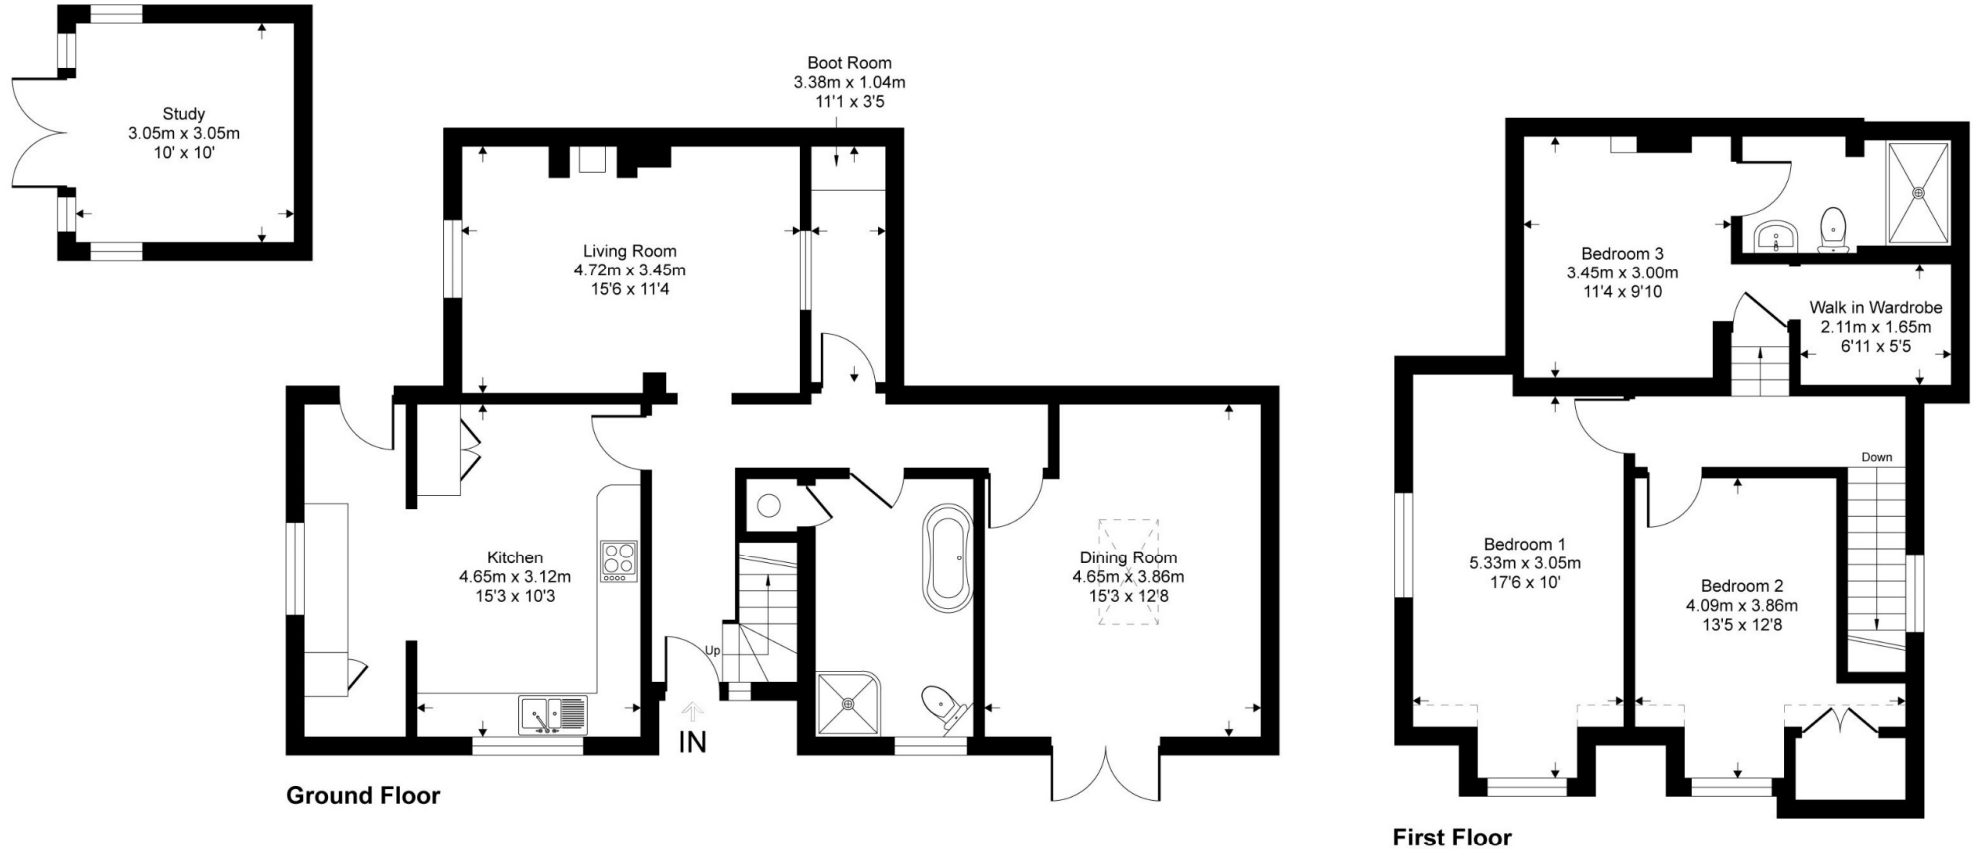 Study
3.05m x 3.05m
10' x 10'
Boot Room
3.38m x 1.04m
11'1 x 3'5
Living Room
4.72m x 3.45m
15'6 x 11'4
Kitchen
4.65m x 3.12m
15'3 x 10'3
Dining Room
4.65m x 3.86m
15'3 x 12'8
Up
IN
Ground Floor
Bedroom 3
3.45m x 3.00m
11'4 x 9'10
Walk in Wardrobe
2.11m x 1.65m
6'11 x 5'5
Down
Bedroom 1
5.33m x 3.05m
17'6 x 10'
Bedroom 2
4.09m x 3.86m
13'5 x 12'8
First Floor